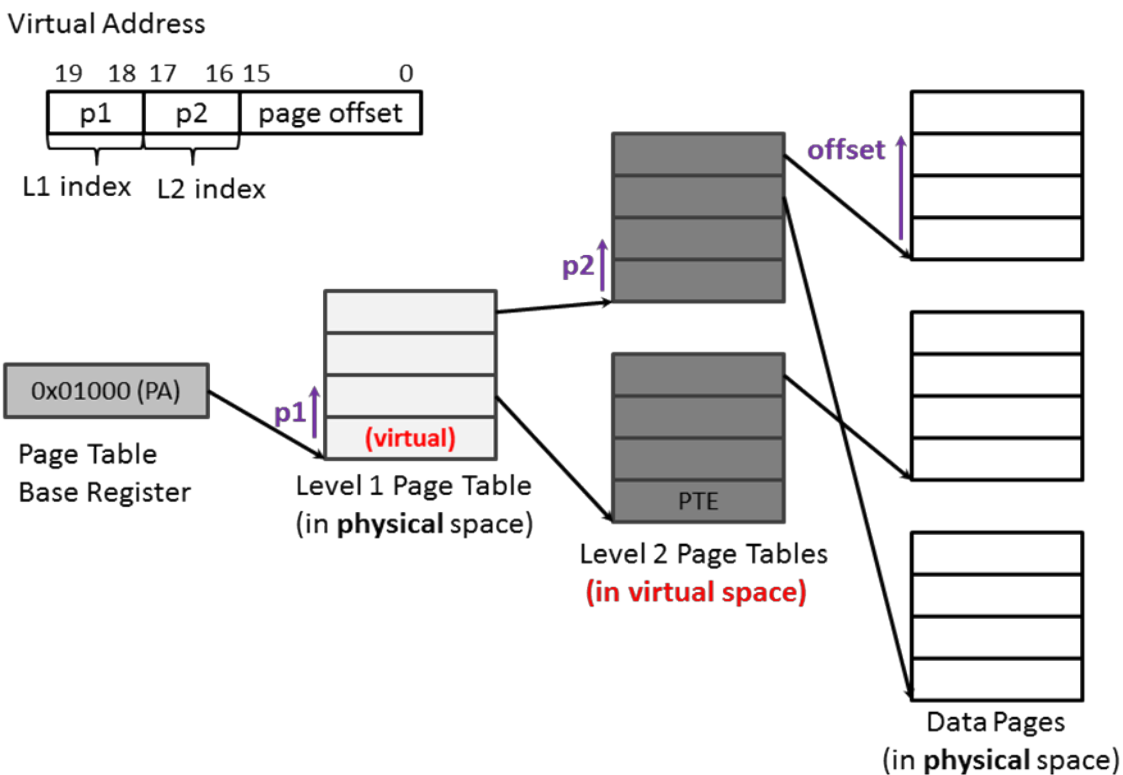 Virtual Address
19 18 17 16 15 0
p1 p2 page offset
L1 index L2 index
offset
p2
0x01000 (PA)
p1
(virtual)
Page Table
Base Register
Level 1 Page Table
(in physical space)
PTE
Level 2 Page Tables
(in virtual space)
Data Pages
(in physical space)